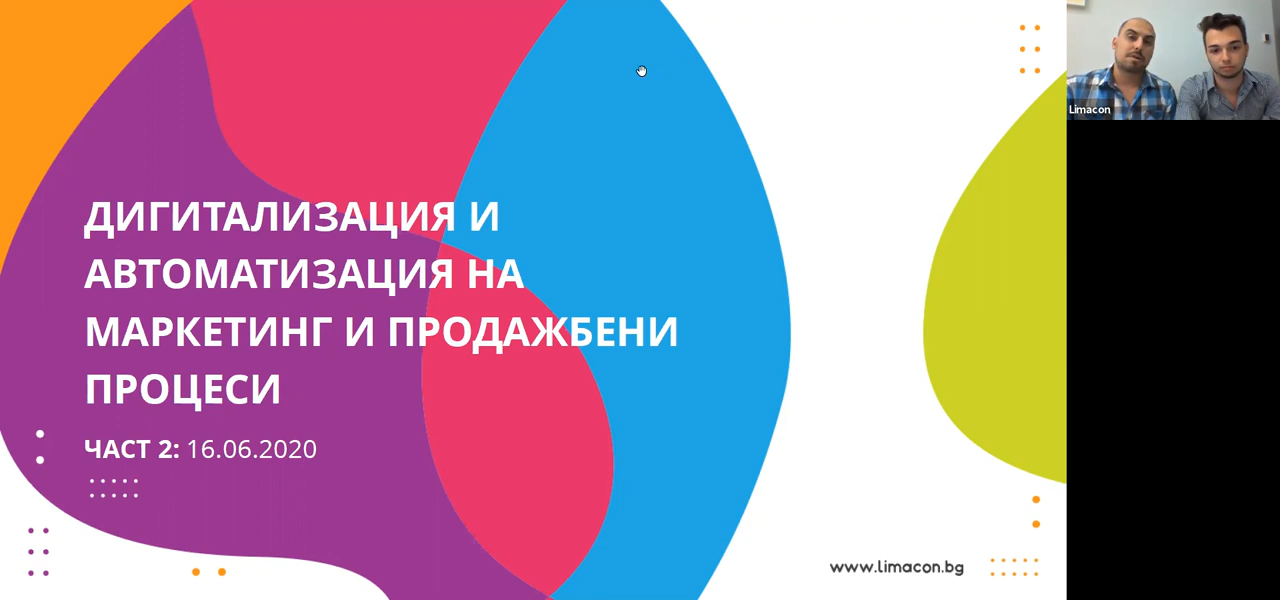 ДИГИТАЛИЗАЦИЯ И
АВТОМАТИЗАЦИЯ НА
МАРКЕТИНГ И ПРОДАЖБЕНИ
ПРОЦЕСИ
ЧАСТ 2: 16.06.2020
www.limacon.bg
Limacon